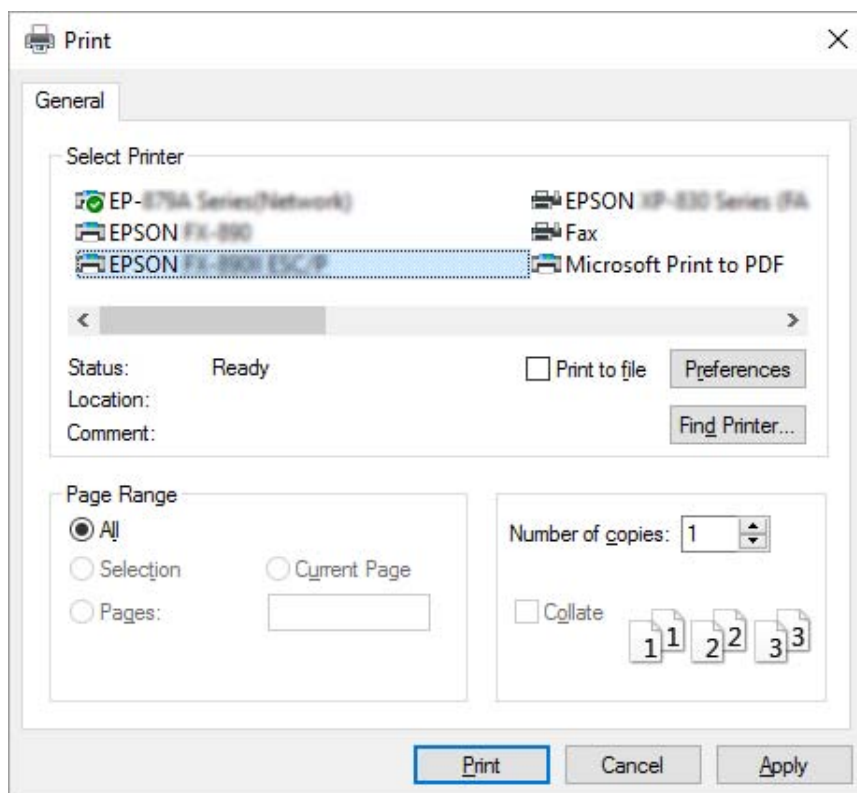 Print
General
Select Printer
EP-
EPSON
EPSON
EPSON
Fax
Microsoft Print to PDF
Status: Ready
Location:
Comment:
Print to file
Preferences
Find Printer...
Page Range
All
Selection
Current Page
Pages:
Number of copies: 1
Collate
1 1 2 2 3 3
Print
Cancel
Apply